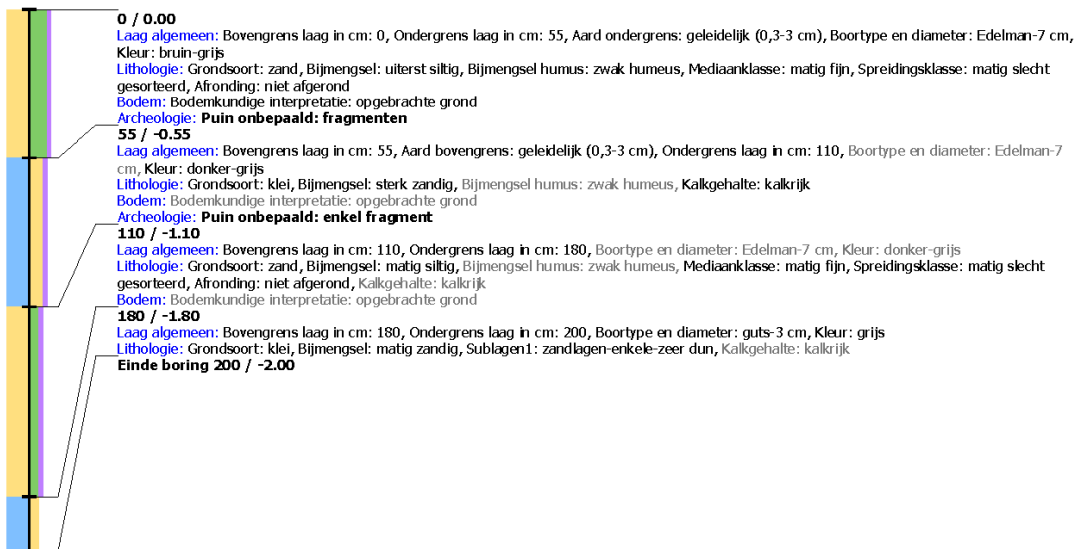 0 / 0.00
Laag algemeen: Bovengrens laag in cm: 0, Ondergrens laag in cm: 55, Aard ondergrens: geleidelijk (0,3-3 cm), Boortype en diameter: Edelman-7 cm,
Kleur: bruin-grijs
Lithologie: Grondsoort: zand, Bijmengsel: uiterst siltig, Bijmengsel humus: zwak humeus, Mediaanklasse: matig fijn, Spreidingsklasse: matig slecht
gesorteerd, Afronding: niet afgerond
Bodem: Bodemkundige interpretatie: opgebrachte grond
Archeologie: Puin onbepaald: fragmenten
55 / -0.55
Laag algemeen: Bovengrens laag in cm: 55, Aard bovengrens: geleidelijk (0,3-3 cm), Ondergrens laag in cm: 110, Boortype en diameter: Edelman-7
cm, Kleur: donker-grijs
Lithologie: Grondsoort: klei, Bijmengsel: sterk zandig, Bijmengsel humus: zwak humeus, Kalkgehalte: kalkrijk
Bodem: Bodemkundige interpretatie: opgebrachte grond
Archeologie: Puin onbepaald: enkel fragment
110 / -1.10
Laag algemeen: Bovengrens laag in cm: 110, Ondergrens laag in cm: 180, Boortype en diameter: Edelman-7 cm, Kleur: donker-grijs
Lithologie: Grondsoort: zand, Bijmengsel: matig siltig, Bijmengsel humus: zwak humeus, Mediaanklasse: matig fijn, Spreidingsklasse: matig slecht
gesorteerd, Afronding: niet afgerond, Kalkgehalte: kalkrijk
Bodem: Bodemkundige interpretatie: opgebrachte grond
180 / -1.80
Laag algemeen: Bovengrens laag in cm: 180, Ondergrens laag in cm: 200, Boortype en diameter: guts-3 cm, Kleur: grijs
Lithologie: Grondsoort: klei, Bijmengsel: matig zandig, Sublagen1: zandlagen-enkele-zeer dun, Kalkgehalte: kalkrijk
Einde boring 200 / -2.00